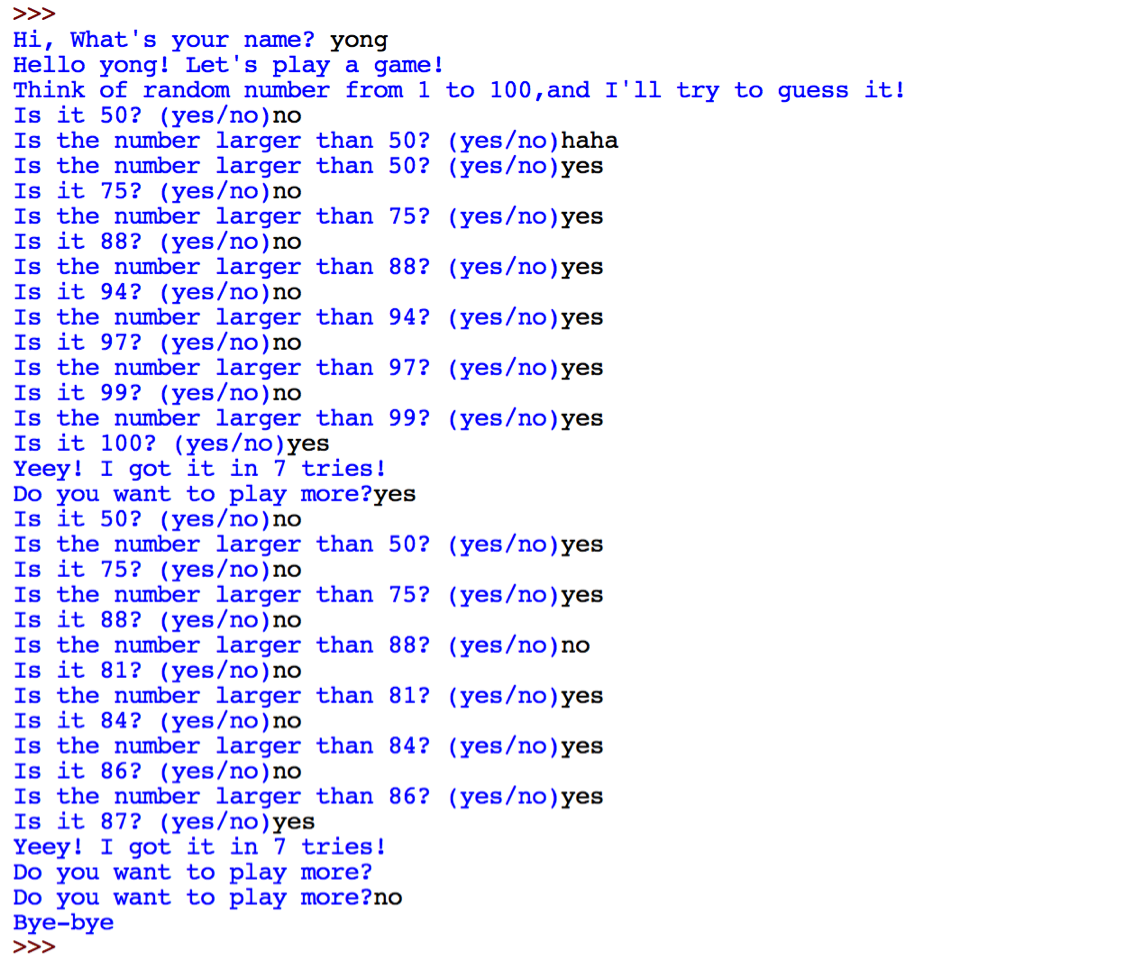 >>>
Hi, What's your name? yong
Hello yong! Let's play a game!
Think of random number from 1 to 100,and I'll try to guess it!
Is it 50? (yes/no)no
Is the number larger than 50? (yes/no)haha
Is the number larger than 50? (yes/no)yes
Is it 75? (yes/no)no
Is the number larger than 75? (yes/no)yes
Is it 88? (yes/no)no
Is the number larger than 88? (yes/no)yes
Is it 94? (yes/no)no
Is the number larger than 94? (yes/no)yes
Is it 97? (yes/no)no
Is the number larger than 97? (yes/no)yes
Is it 99? (yes/no)no
Is the number larger than 99? (yes/no)yes
Is it 100? (yes/no)yes
Yeey! I got it in 7 tries!
Do you want to play more?yes
Is it 50? (yes/no)no
Is the number larger than 50? (yes/no)yes
Is it 75? (yes/no)no
Is the number larger than 75? (yes/no)yes
Is it 88? (yes/no)no
Is the number larger than 88? (yes/no)no
Is it 81? (yes/no)no
Is the number larger than 81? (yes/no)yes
Is it 84? (yes/no)no
Is the number larger than 84? (yes/no)yes
Is it 86? (yes/no)no
Is the number larger than 86? (yes/no)yes
Is it 87? (yes/no)yes
Yeey! I got it in 7 tries!
Do you want to play more?
Do you want to play more?no
Bye-bye
>>>